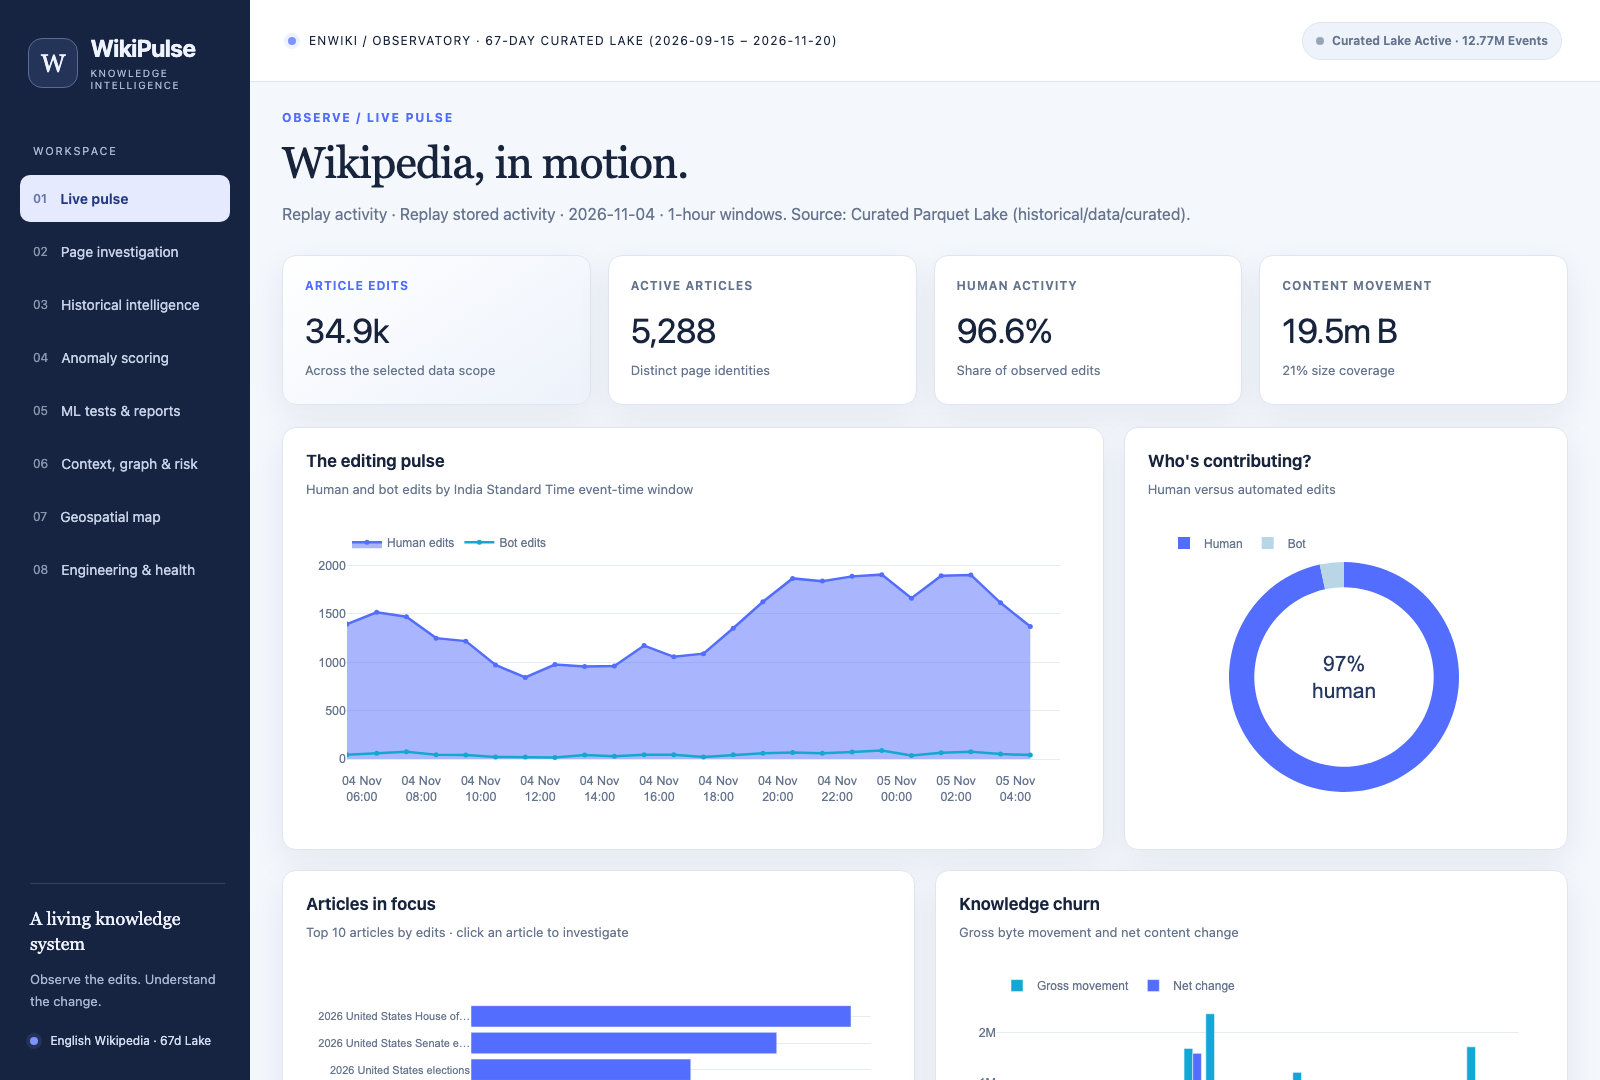 W
WikiPulse
KNOWLEDGE
INTELLIGENCE
WORKSPACE
01 Live pulse
02 Page investigation
03 Historical intelligence
04 Anomaly scoring
05 ML tests & reports
06 Context, graph & risk
07 Geospatial map
08 Engineering & health
A living knowledge
system
Observe the edits. Understand
the change.
English Wikipedia · 67d Lake
ENWIKI / OBSERVATORY · 67-DAY CURATED LAKE (2026-09-15 – 2026-11-20)
Curated Lake Active · 12.77M Events
OBSERVE / LIVE PULSE
Wikipedia, in motion.
Replay activity · Replay stored activity · 2026-11-04 · 1-hour windows. Source: Curated Parquet Lake (historical/data/curated).
ARTICLE EDITS
34.9k
Across the selected data scope
ACTIVE ARTICLES
5,288
Distinct page identities
HUMAN ACTIVITY
96.6%
Share of observed edits
CONTENT MOVEMENT
19.5m B
21% size coverage
The editing pulse
Human and bot edits by India Standard Time event-time window
Human edits Bot edits
2000
1500
1000
500
0
04 Nov 04 Nov 04 Nov 04 Nov 04 Nov 04 Nov 04 Nov 04 Nov 04 Nov 05 Nov 05 Nov 05 Nov
06:00 08:00 10:00 12:00 14:00 16:00 18:00 20:00 22:00 00:00 02:00 04:00
Who's contributing?
Human versus automated edits
Human Bot
97%
human
Articles in focus
Top 10 articles by edits · click an article to investigate
2026 United States House of...
2026 United States Senate e...
2026 United States elections
Knowledge churn
Gross byte movement and net content change
Gross movement Net change
2M